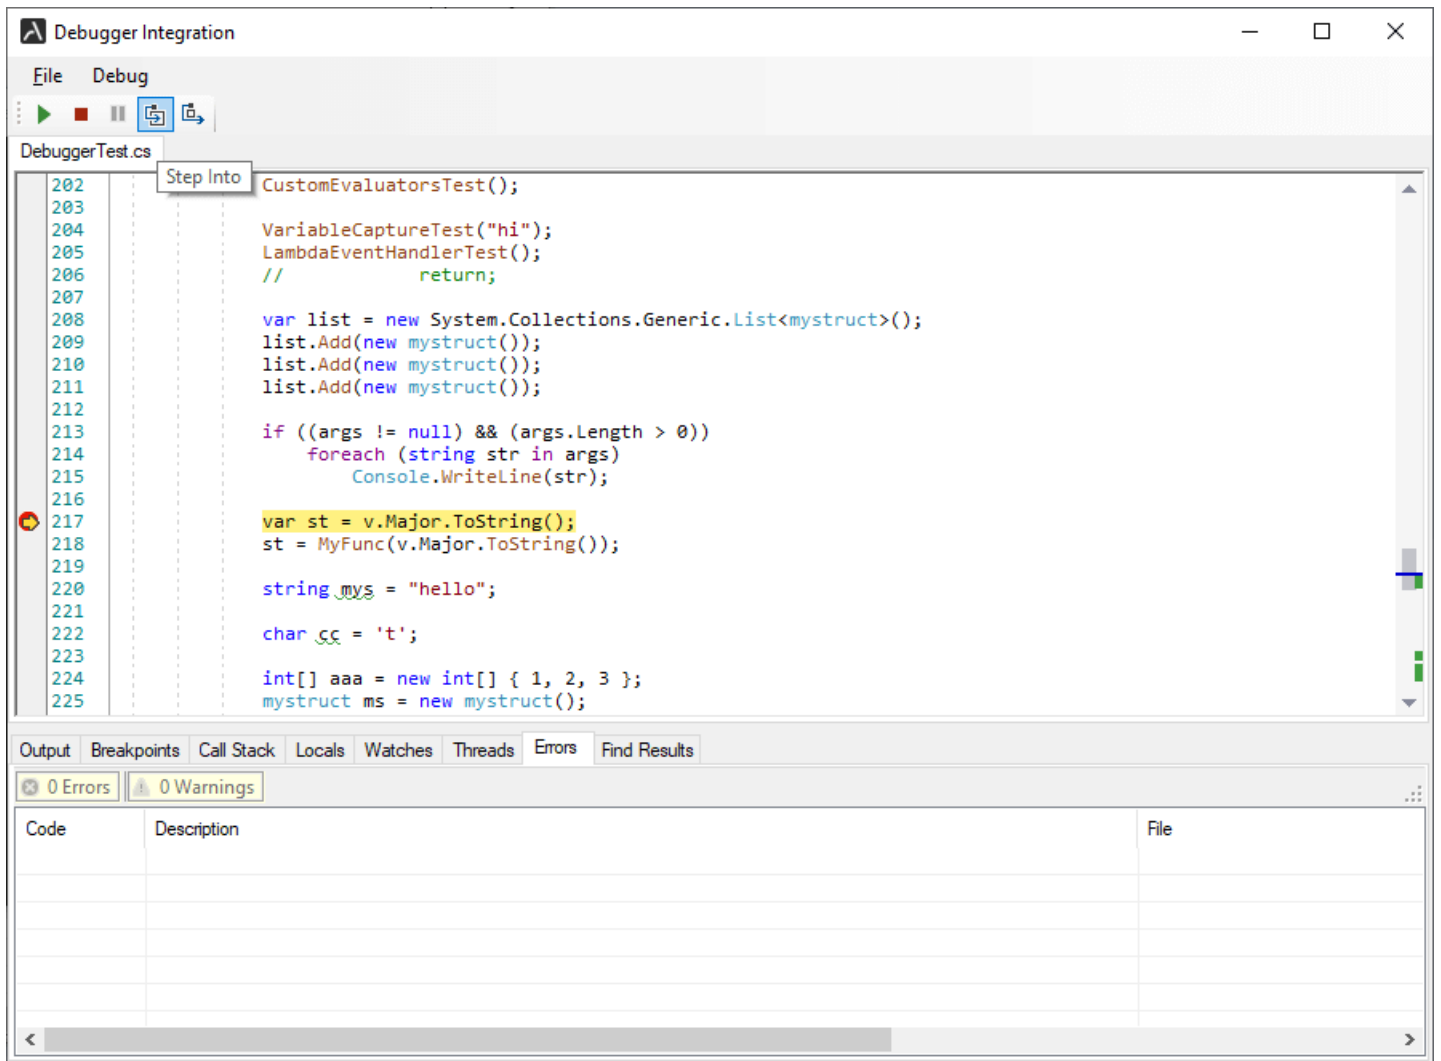 Debugger Integration
File Debug
DebuggerTest.cs
Step Into
202 CustomEvaluatorsTest();
203
204 VariableCaptureTest("hi");
205 LambdaEventHandlerTest();
206 // return;
207
208 var list = new System.Collections.Generic.List<mystruct>();
209 list.Add(new mystruct());
210 list.Add(new mystruct());
211 list.Add(new mystruct());
212
213 if ((args != null) && (args.Length > 0))
214 foreach (string str in args)
215 Console.WriteLine(str);
216
217 var st = v.Major.ToString();
218 st = MyFunc(v.Major.ToString());
219
220 string mys = "hello";
221
222 char cc = 't';
223
224 int[] aaa = new int[] { 1, 2, 3 };
225 mystruct ms = new mystruct();
Output Breakpoints Call Stack Locals Watches Threads Errors Find Results
0 Errors 0 Warnings
Code Description File